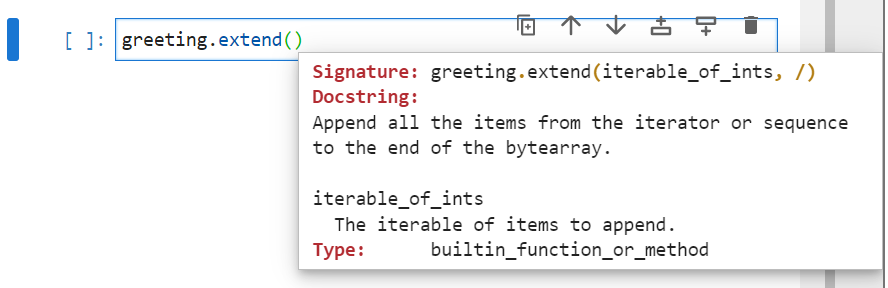 [ ]: greeting.extend()
Signature: greeting.extend(iterable_of_ints, /)
Docstring:
Append all the items from the iterator or sequence
to the end of the bytearray.
iterable_of_ints
The iterable of items to append.
Type: builtin_function_or_method